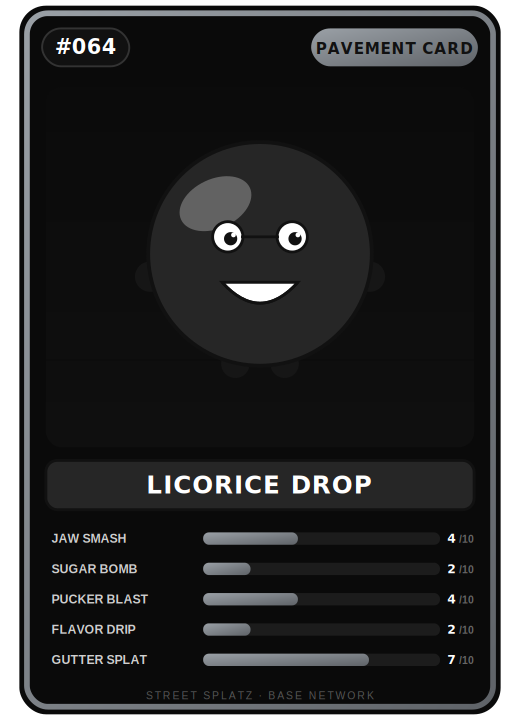 #064
PAVEMENT CARD
LICORICE DROP
JAW SMASH 4 /10
SUGAR BOMB 2 /10
PUCKER BLAST 4 /10
FLAVOR DRIP 2 /10
GUTTER SPLAT 7 /10
STREET SPLATZ · BASE NETWORK